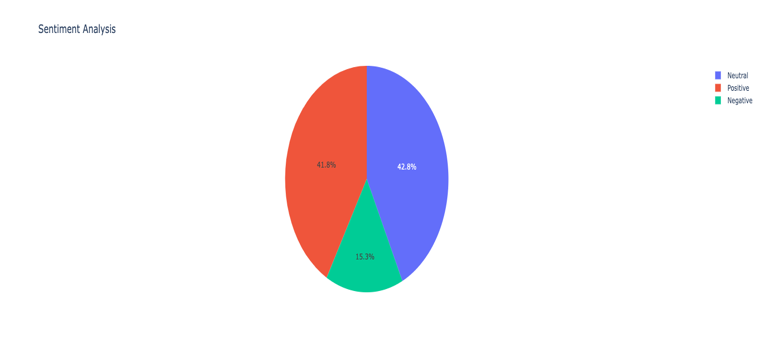 Sentiment Analysis
Neutral
Positive
Negative
41.8%
42.8%
15.3%